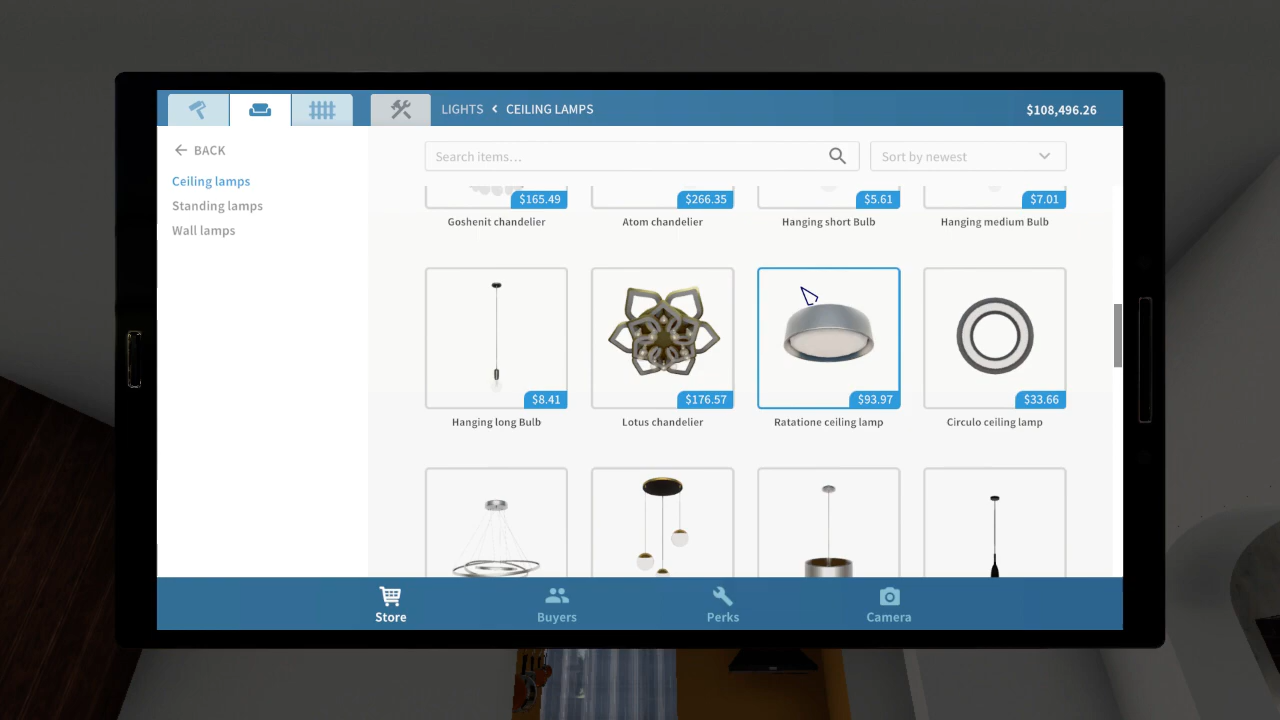 LIGHTS < CEILING LAMPS
$108,496.26
BACK
Ceiling lamps
Standing lamps
Wall lamps
Search items...
Sort by newest
$165.49
$266.35
$5.61
$7.01
Goshenit chandelier
Atom chandelier
Hanging short Bulb
Hanging medium Bulb
$8.41
$176.57
$93.97
$33.66
Hanging long Bulb
Lotus chandelier
Ratatione ceiling lamp
Circulo ceiling lamp
Store
Buyers
Perks
Camera